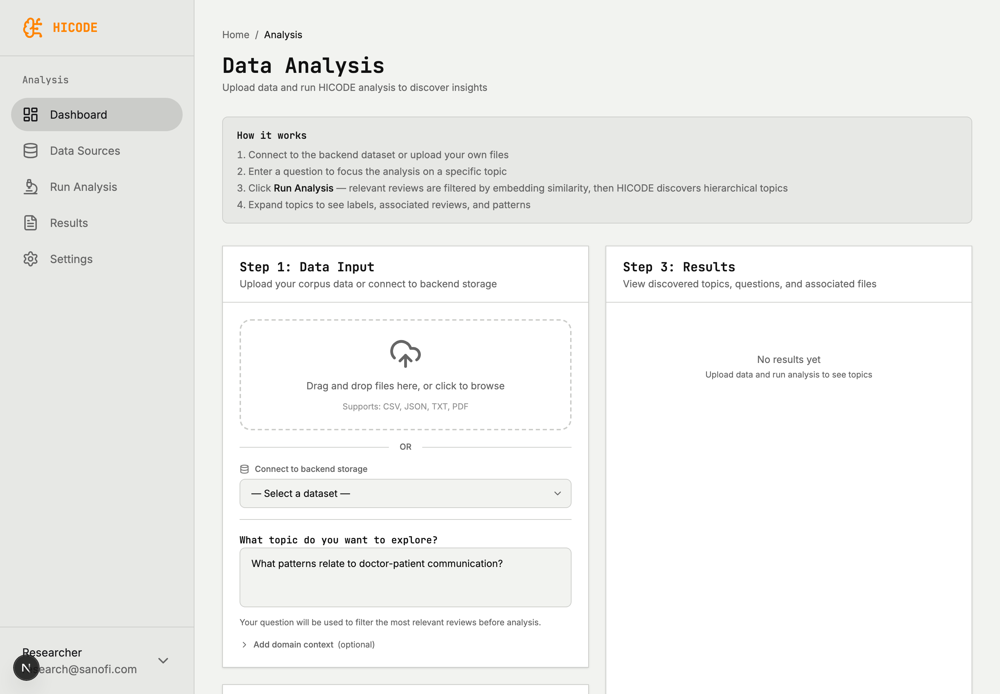 HICODE
Analysis
Dashboard
Data Sources
Run Analysis
Results
Settings
Researcher
research@sanofi.com
N
Home / Analysis
Data Analysis
Upload data and run HICODE analysis to discover insights
How it works
1. Connect to the backend dataset or upload your own files
2. Enter a question to focus the analysis on a specific topic
3. Click Run Analysis — relevant reviews are filtered by embedding similarity, then HICODE discovers hierarchical topics
4. Expand topics to see labels, associated reviews, and patterns
Step 1: Data Input
Upload your corpus data or connect to backend storage
Drag and drop files here, or click to browse
Supports: CSV, JSON, TXT, PDF
OR
Connect to backend storage
— Select a dataset —
What topic do you want to explore?
What patterns relate to doctor-patient communication?
Your question will be used to filter the most relevant reviews before analysis.
Add domain context (optional)
Step 3: Results
View discovered topics, questions, and associated files
No results yet
Upload data and run analysis to see topics